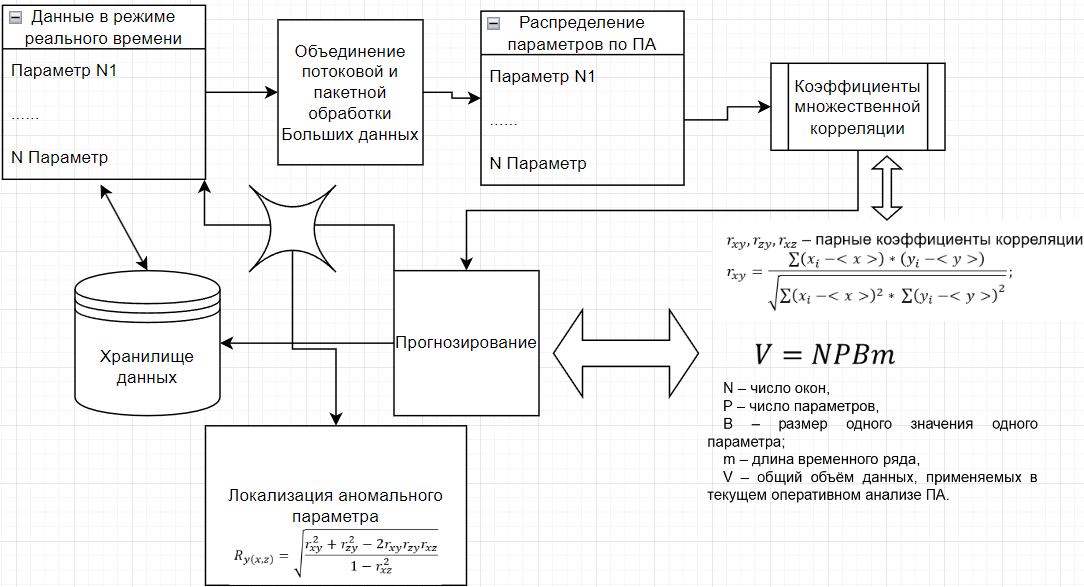 Данные в режиме
реального времени
Параметр N1
......
N Параметр
Объединение
потоковой и
пакетной
обработки
Больших данных
Распределение
параметров по ПА
Параметр N1
......
N Параметр
Коэффициенты
множественной
корреляции
r_xy, r_zy, r_xz – парные коэффициенты корреляции
r_xy = ∑(x_i −< x >) * (y_i −< y >) / √(∑(x_i −< x >)² * ∑(y_i −< y >)²);
Хранилище
данных
Прогнозирование
V = NPBm
N – число окон,
P – число параметров,
B – размер одного значения одного
параметра;
m – длина временного ряда,
V – общий объём данных, применяемых в
текущем оперативном анализе ПА.
Локализация аномального
параметра
R_y(x,z) = √((r²_xy + r²_zy − 2r_xy r_zy r_xz) / (1 − r²_xz))